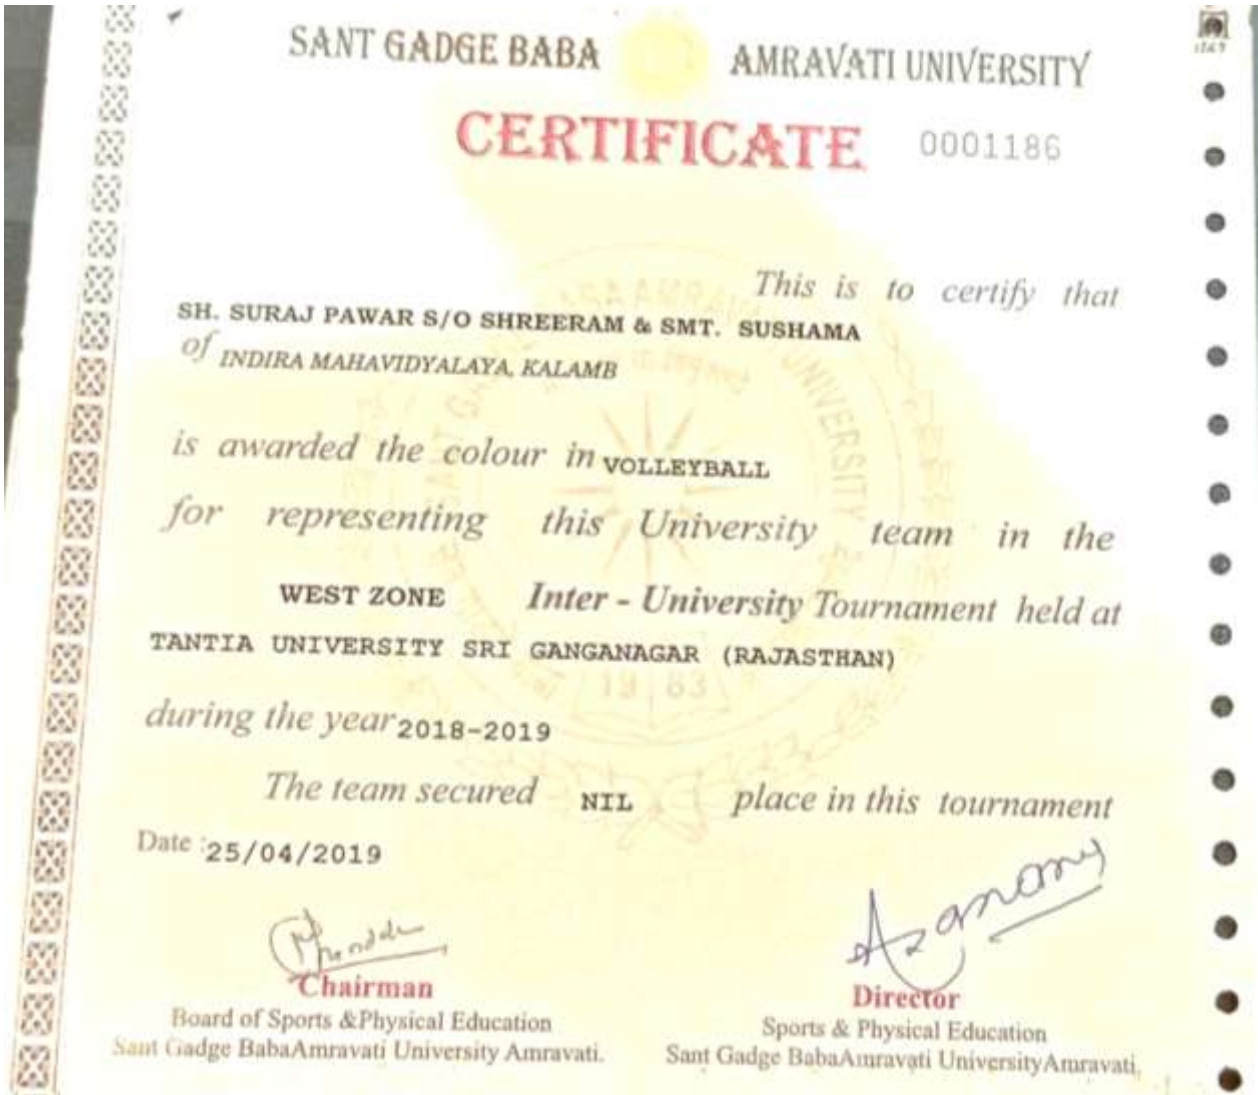 SANT GADGE BABA AMRAVATI UNIVERSITY
CERTIFICATE 0001186
This is to certify that
SH. SURAJ PAWAR S/O SHREERAM & SMT. SUSHAMA
of INDIRA MAHAVIDYALAYA, KALAMB
is awarded the colour in VOLLEYBALL
for representing this University team in the
WEST ZONE Inter - University Tournament held at
TANTIA UNIVERSITY SRI GANGANAGAR (RAJASTHAN)
1983
during the year 2018-2019
The team secured NIL place in this tournament
Date : 25/04/2019
Chairman
Board of Sports & Physical Education
Sant Gadge BabaAmravati University Amravati.
Director
Sports & Physical Education
Sant Gadge BabaAmravati UniversityAmravati.